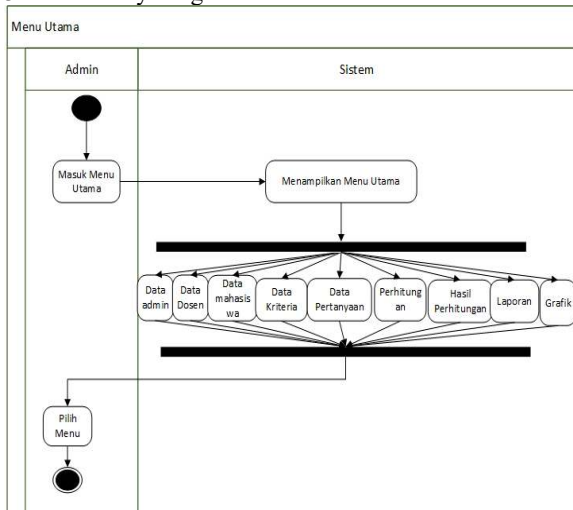 Menu Utama
Admin
Sistem
Masuk Menu
Utama
Menampilkan Menu Utama
Data
admin
Data
Dosen
Data
mahasis
wa
Data
Kriteria
Data
Pertanyaan
Perhitung
an
Hasil
Perhitungan
Laporan
Grafik
Pilih
Menu